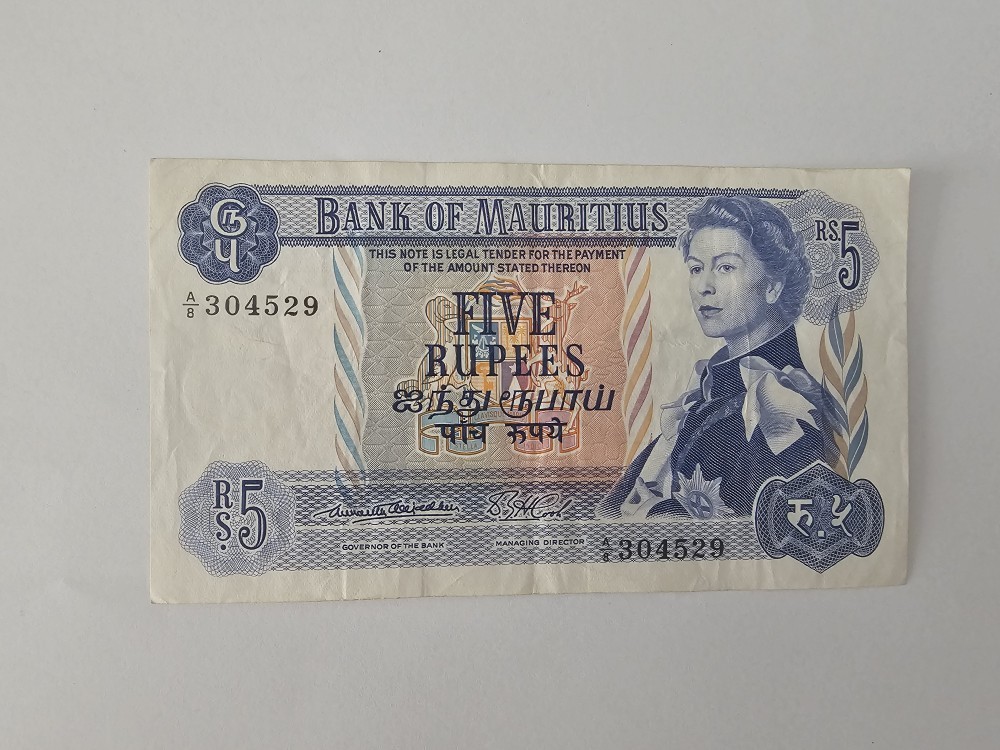 BANK OF MAURITIUS
RS.5
THIS NOTE IS LEGAL TENDER FOR THE PAYMENT
OF THE AMOUNT STATED THEREON
A/8 304529
FIVE
RUPEES
ஐந்து ரூபாய்
पाँच रुपये
RS.5
रु.५
GOVERNOR OF THE BANK
MANAGING DIRECTOR
A/8 304529